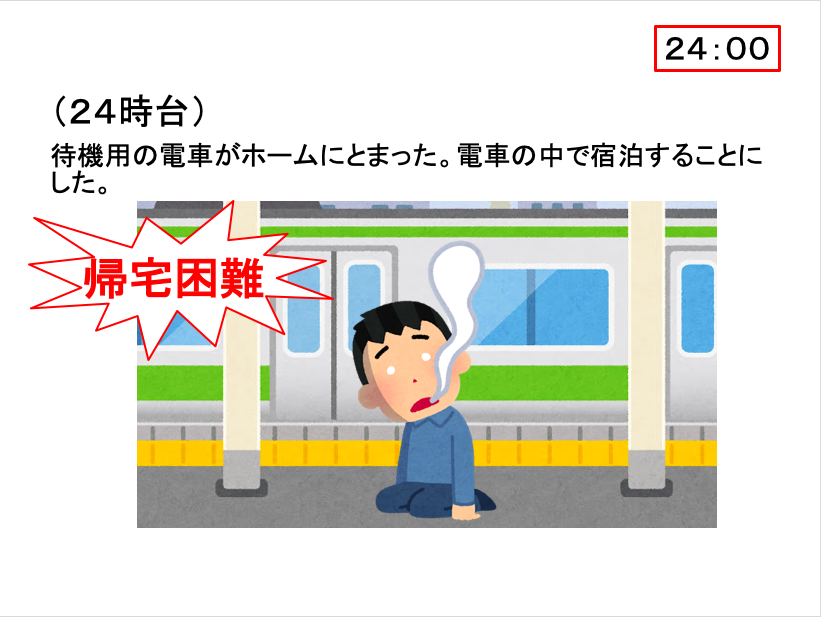 24:00
（24時台）
待機用の電車がホームにとまった。電車の中で宿泊することに
した。
帰宅困難